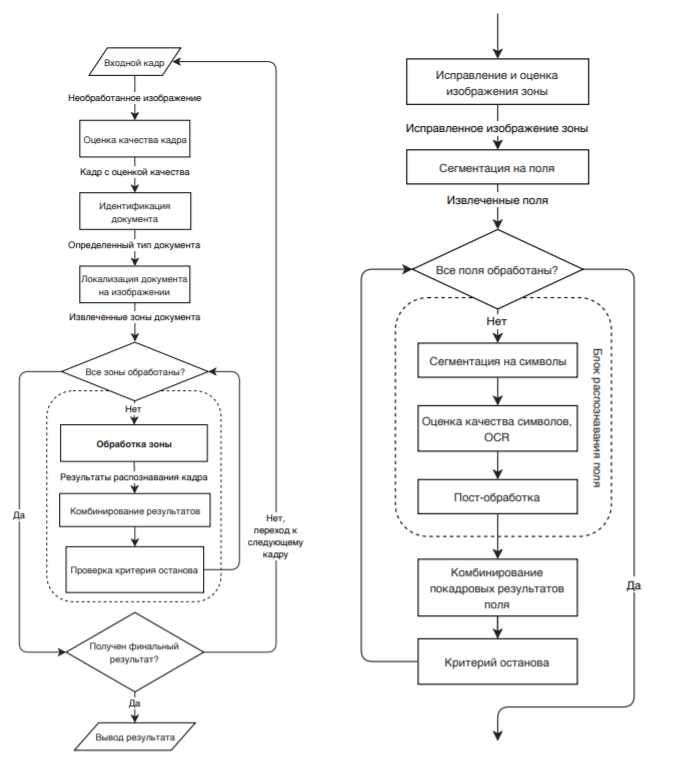 Входной кадр
Необработанное изображение
Оценка качества кадра
Кадр с оценкой качества
Идентификация
документа
Определенный тип документа
Локализация документа
на изображении
Извлеченные зоны документа
Все зоны обработаны?
Нет
Обработка зоны
Результаты распознавания кадра
Комбинирование результатов
Проверка критерия останова
Да
Нет,
переход к
следующему
кадру
Получен финальный
результат?
Да
Вывод результата
Исправление и оценка
изображения зоны
Исправленное изображение зоны
Сегментация на поля
Извлеченные поля
Все поля обработаны?
Нет
Сегментация на символы
Оценка качества символов,
OCR
Пост-обработка
Блок распознавания поля
Комбинирование
покадровых результатов
поля
Критерий останова
Да